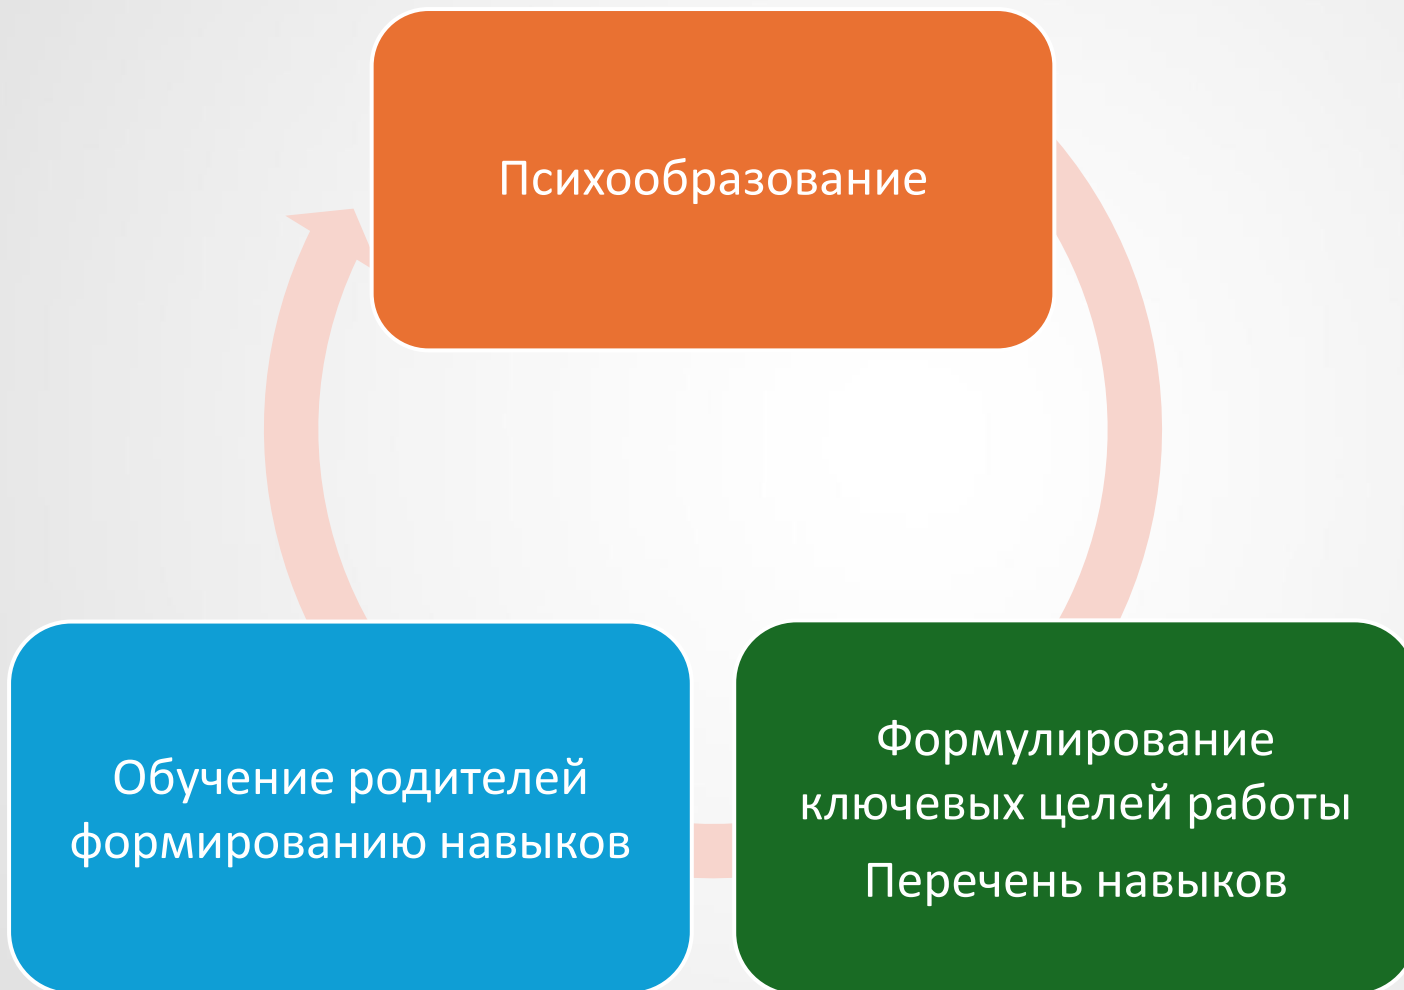 Психообразование
Обучение родителей
формированию навыков
Формулирование
ключевых целей работы
Перечень навыков